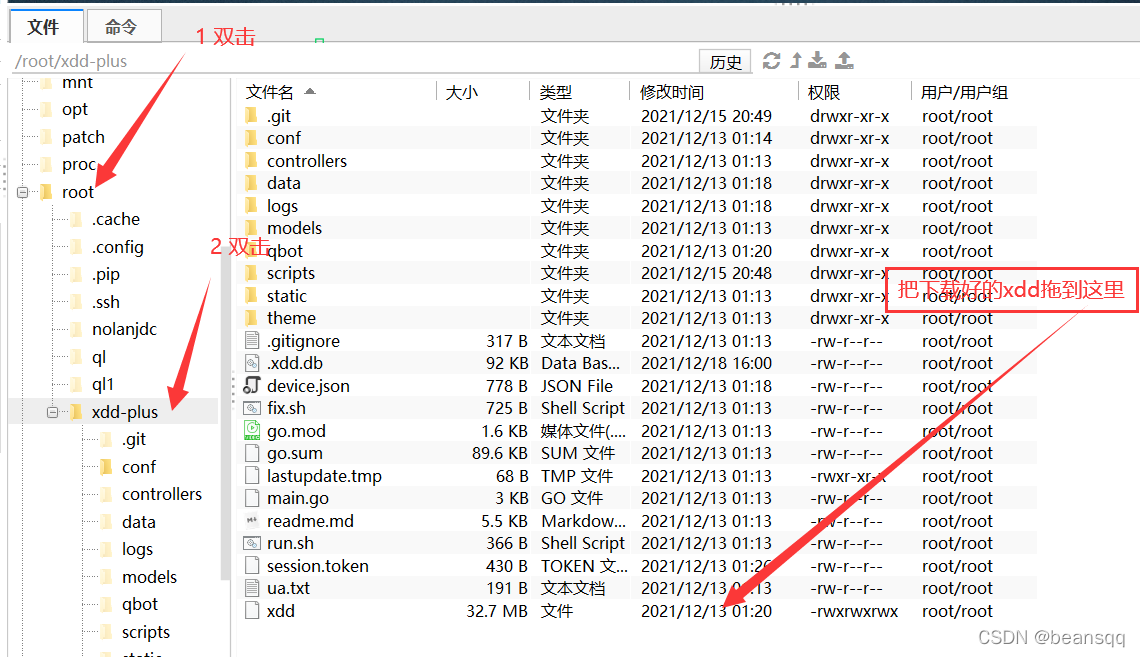 文件 命令
1 双击
/root/xdd-plus 历史
mnt
opt
patch
proc
root
.cache
.config
2 双击
.pip
.ssh
nolanjdc
ql
ql1
xdd-plus
.git
conf
controllers
data
logs
models
qbot
scripts
文件名 大小 类型 修改时间 权限 用户/用户组
.git 文件夹 2021/12/15 20:49 drwxr-xr-x root/root
conf 文件夹 2021/12/13 01:14 drwxr-xr-x root/root
controllers 文件夹 2021/12/13 01:13 drwxr-xr-x root/root
data 文件夹 2021/12/13 01:18 drwxr-xr-x root/root
logs 文件夹 2021/12/13 01:18 drwxr-xr-x root/root
models 文件夹 2021/12/13 01:13 drwxr-xr-x root/root
qbot 文件夹 2021/12/13 01:20 drwxr-xr-x root/root
scripts 文件夹 2021/12/15 20:48 drwxr-xr-x root/root
static 文件夹 2021/12/13 01:13 drwxr-xr-x root/root
把下载好的xdd拖到这里
theme 文件夹 2021/12/13 01:13 drwxr-xr-x root/root
.gitignore 317 B 文本文档 2021/12/13 01:13 -rw-r--r-- root/root
.xdd.db 92 KB Data Bas... 2021/12/18 16:00 -rw-r--r-- root/root
device.json 778 B JSON File 2021/12/13 01:18 -rw-r--r-- root/root
fix.sh 725 B Shell Script 2021/12/13 01:13 -rw-r--r-- root/root
go.mod 1.6 KB 媒体文件(.... 2021/12/13 01:13 -rw-r--r-- root/root
go.sum 89.6 KB SUM 文件 2021/12/13 01:13 -rw-r--r-- root/root
lastupdate.tmp 68 B TMP 文件 2021/12/13 01:13 -rwxr-xr-x root/root
main.go 3 KB GO 文件 2021/12/13 01:13 -rw-r--r-- root/root
readme.md 5.5 KB Markdow... 2021/12/13 01:13 -rw-r--r-- root/root
run.sh 366 B Shell Script 2021/12/13 01:13 -rw-r--r-- root/root
session.token 430 B TOKEN 文... 2021/12/13 01:26 -rw-r--r-- root/root
ua.txt 191 B 文本文档 2021/12/13 01:13 -rw-r--r-- root/root
xdd 32.7 MB 文件 2021/12/13 01:20 -rwxrwxrwx root/root
CSDN @beansqq